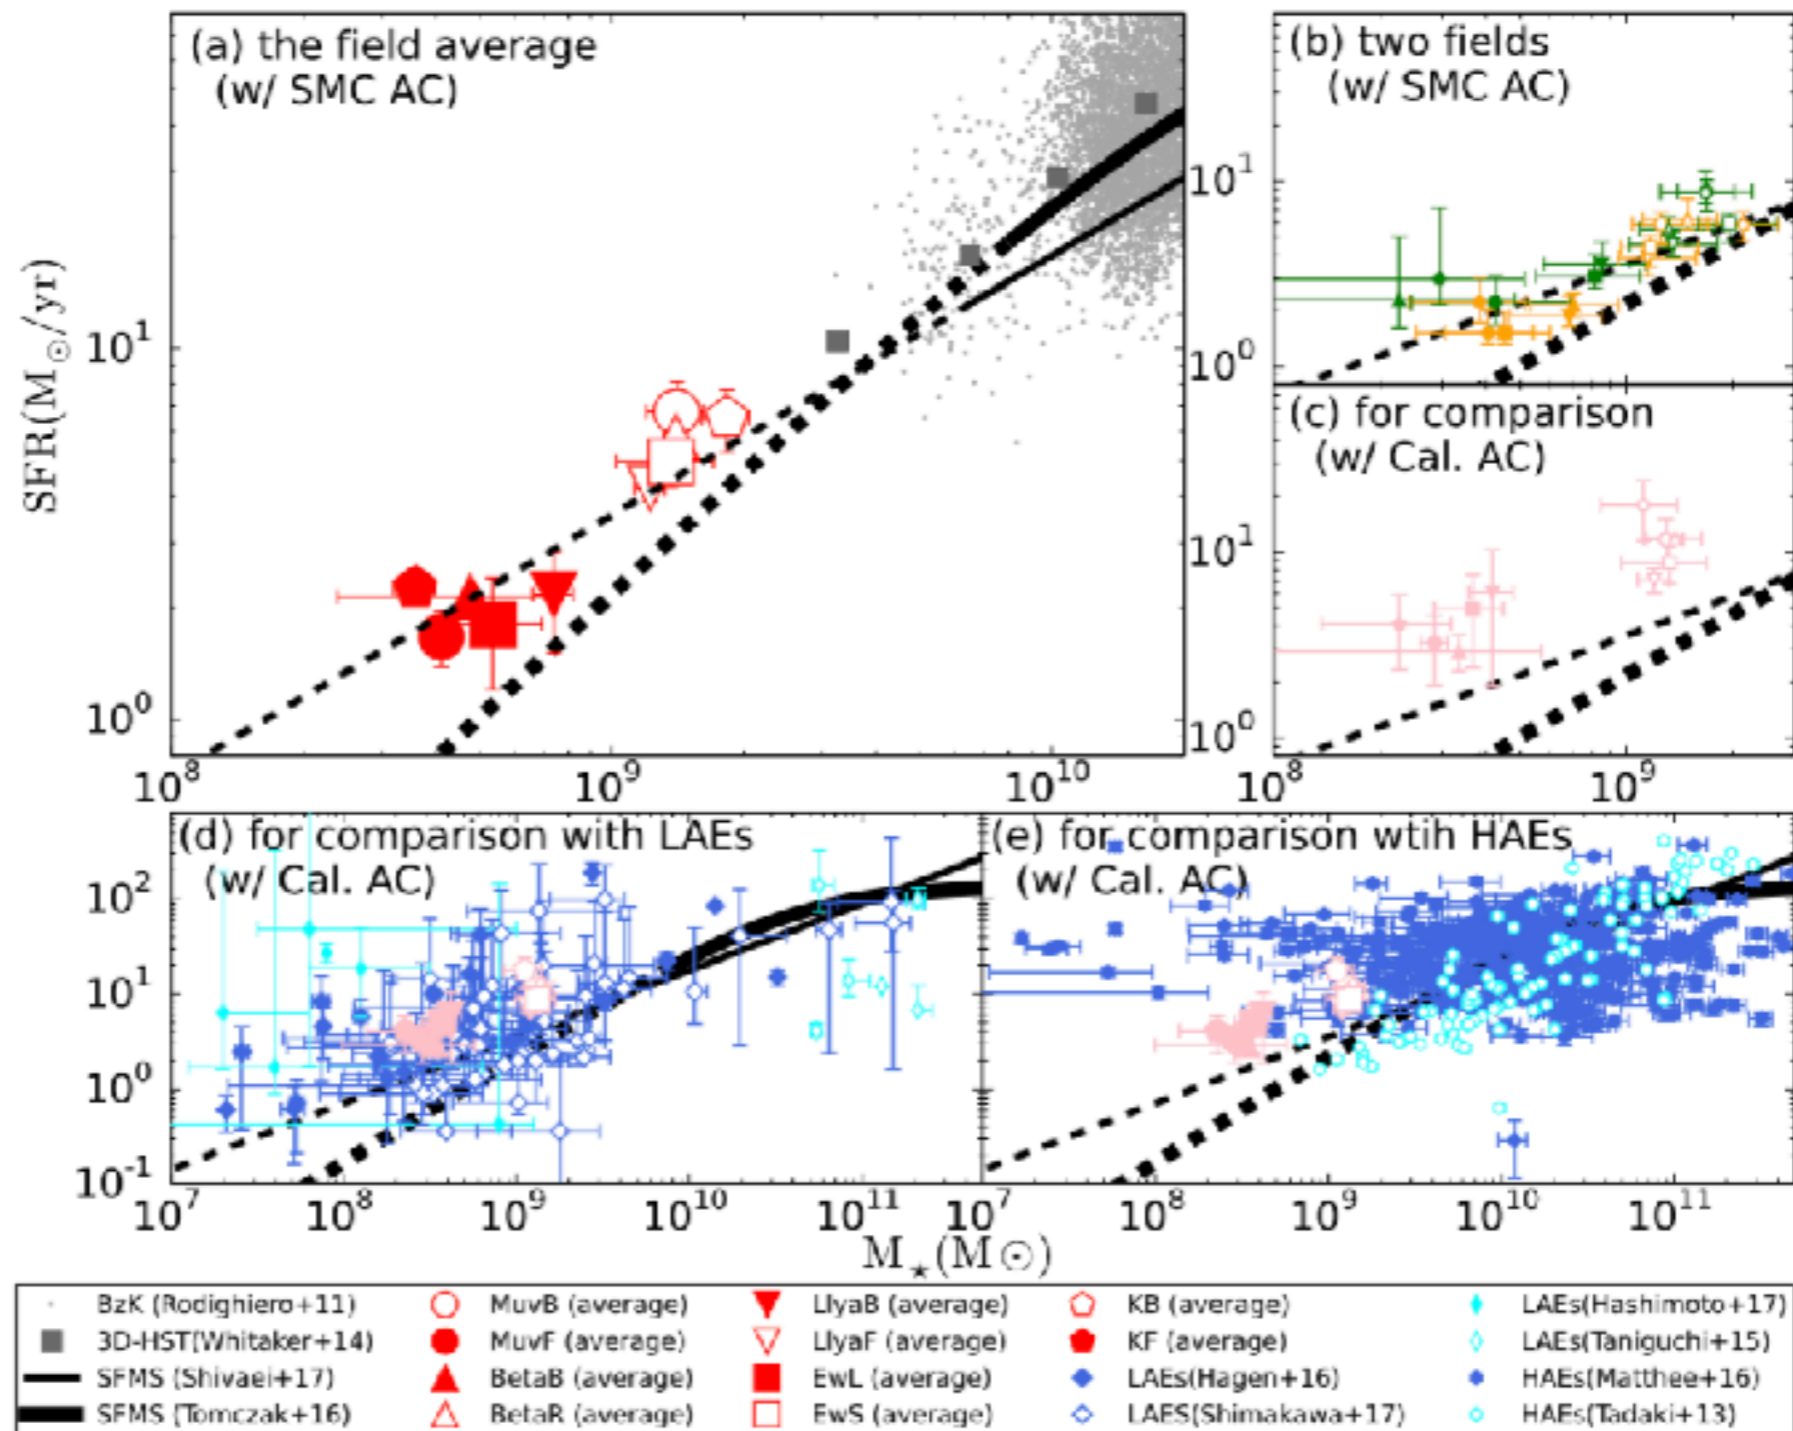 (a) the field average
(w/ SMC AC)
(b) two fields
(w/ SMC AC)
(c) for comparison
(w/ Cal. AC)
SFR(M⊙/yr)
10¹
10⁰
10⁸
10⁹
10¹⁰
10¹
10⁰
10¹
10⁰
10⁸
10⁹
(d) for comparison with LAEs
(w/ Cal. AC)
(e) for comparison wtih HAEs
(w/ Cal. AC)
10²
10¹
10⁰
10⁻¹
10⁷
10⁸
10⁹
10¹⁰
10¹¹
10⁷
10⁸
10⁹
10¹⁰
10¹¹
M⋆(M⊙)
BzK (Rodighiero+11)
3D-HST(Whitaker+14)
SFMS (Shivaei+17)
SFMS (Tomczak+16)
MuvB (average)
MuvF (average)
BetaB (average)
BetaR (average)
LlyaB (average)
LlyaF (average)
EwL (average)
EwS (average)
KB (average)
KF (average)
LAEs(Hagen+16)
LAES(Shimakawa+17)
LAEs(Hashimoto+17)
LAEs(Taniguchi+15)
HAEs(Matthee+16)
HAEs(Tadaki+13)